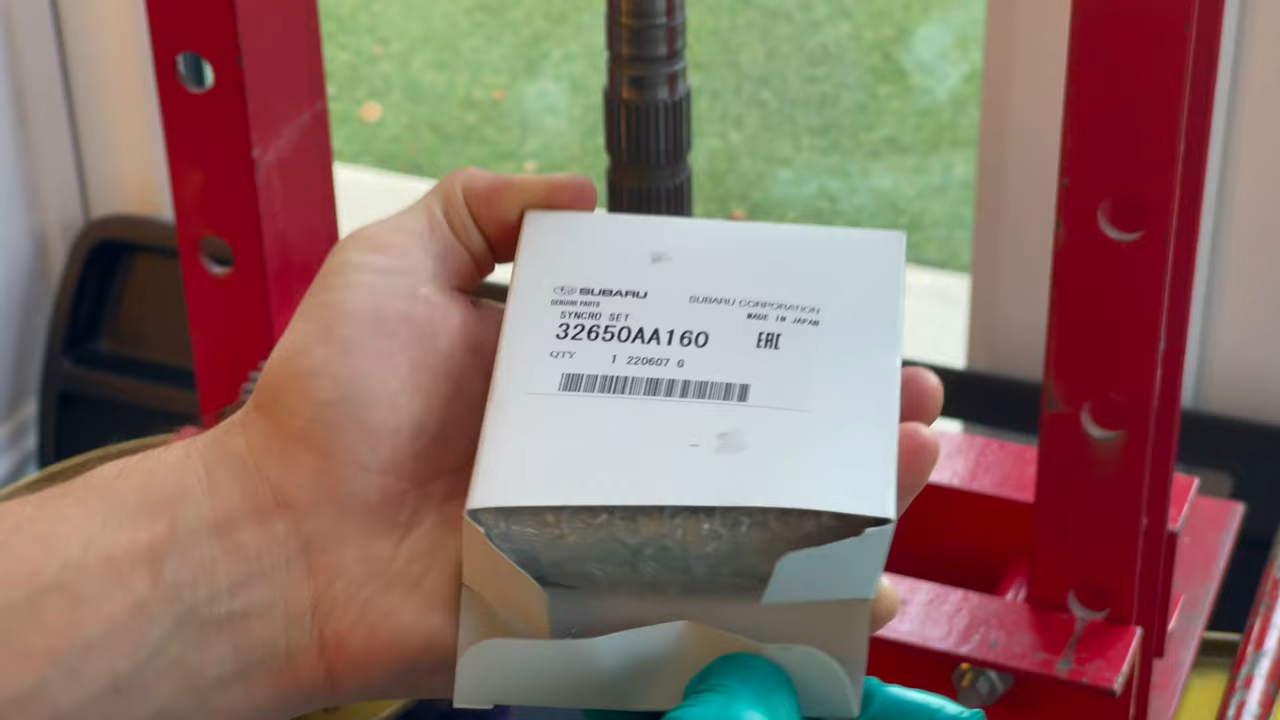 SUBARU
GENUINE PARTS
SUBARU CORPORATION
MADE IN JAPAN
SYNCRO SET
32650AA160
EAC
QTY 1 220607 G